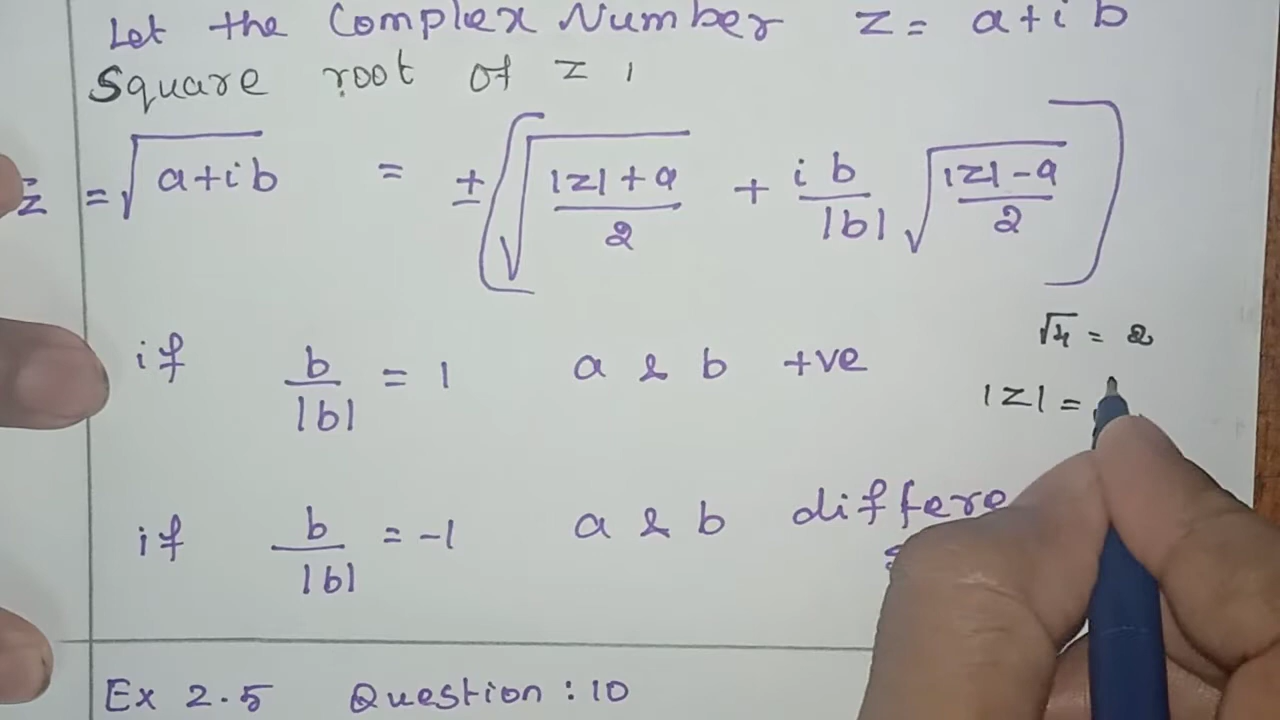 Let the Complex Number z = a+ib
Square root of z ,
z = √a+ib = ±(√|z|+a/2 + i b/|b| √|z|-a/2)
√4 = 2
if b/|b| = 1 a & b +ve
|z| =
if b/|b| = -1 a & b differe
Ex 2.5 Question : 10